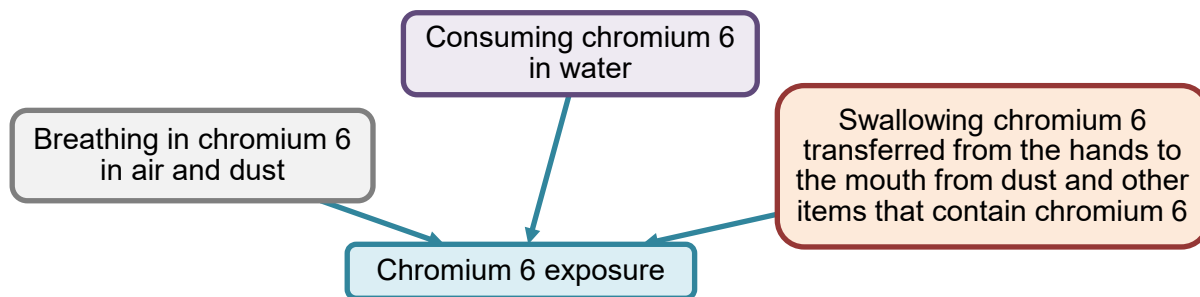 Consuming chromium 6
in water
Breathing in chromium 6
in air and dust
Swallowing chromium 6
transferred from the hands to
the mouth from dust and other
items that contain chromium 6
Chromium 6 exposure